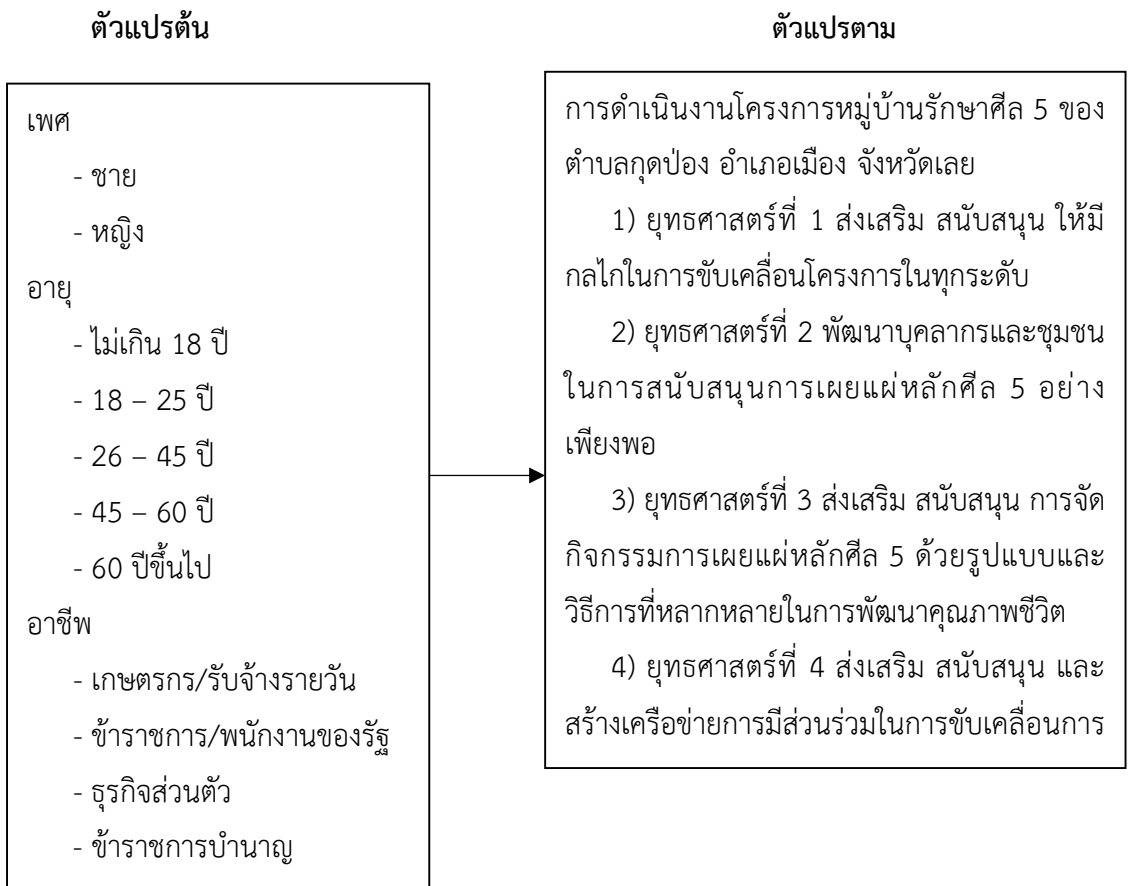 ตัวแปรต้น
ตัวแปรตาม
เพศ
- ชาย
- หญิง
อายุ
- ไม่เกิน 18 ปี
- 18 – 25 ปี
- 26 – 45 ปี
- 45 – 60 ปี
- 60 ปีขึ้นไป
อาชีพ
- เกษตรกร/รับจ้างรายวัน
- ข้าราชการ/พนักงานของรัฐ
- ธุรกิจส่วนตัว
- ข้าราชการบำนาญ
การดำเนินงานโครงการหมู่บ้านรักษาศีล 5 ของ
ตำบลกุดป่อง อำเภอเมือง จังหวัดเลย
1) ยุทธศาสตร์ที่ 1 ส่งเสริม สนับสนุน ให้มี
กลไกในการขับเคลื่อนโครงการในทุกระดับ
2) ยุทธศาสตร์ที่ 2 พัฒนาบุคลากรและชุมชน
ในการสนับสนุนการเผยแผ่หลักศีล 5 อย่าง
เพียงพอ
3) ยุทธศาสตร์ที่ 3 ส่งเสริม สนับสนุน การจัด
กิจกรรมการเผยแผ่หลักศีล 5 ด้วยรูปแบบและ
วิธีการที่หลากหลายในการพัฒนาคุณภาพชีวิต
4) ยุทธศาสตร์ที่ 4 ส่งเสริม สนับสนุน และ
สร้างเครือข่ายการมีส่วนร่วมในการขับเคลื่อนการ